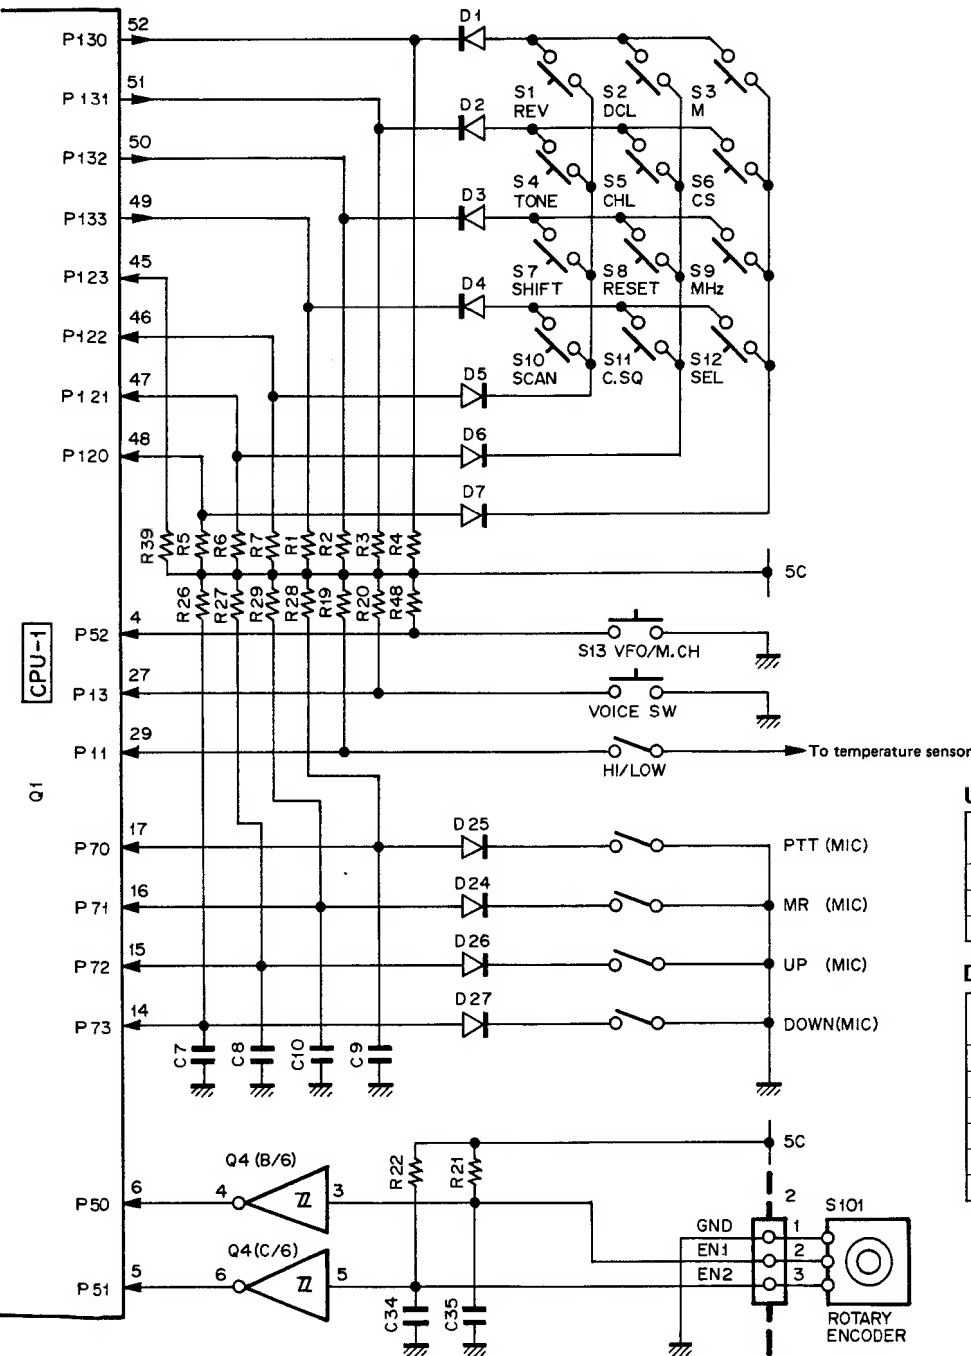 52
P130
D1
51
P131
S1
REV
S2
DCL
S3
M
D2
50
P132
S4
TONE
S5
CHL
S6
CS
49
P133
D3
45
P123
S7
SHIFT
S8
RESET
S9
MHz
D4
46
P122
S10
SCAN
S11
C.SQ
S12
SEL
47
P121
D5
48
P120
D6
D7
R39
R5
R6
R7
R1
R2
R3
R4
5C
R26
R27
R29
R28
R19
R20
R48
4
P52
S13 VFO/M.CH
CPU-1
27
P13
VOICE SW
29
P11
HI/LOW
To temperature sensor
Q1
17
P70
D25
PTT (MIC)
16
P71
D24
MR (MIC)
15
P72
D26
UP (MIC)
14
P73
D27
DOWN(MIC)
C7
C8
C10
C9
5C
Q4 (B/6)
R22
R21
6
P50
4
3
2
S101
GND
1
EN1
2
EN2
3
Q4(C/6)
5
P51
6
5
C34
C35
ROTARY
ENCODER